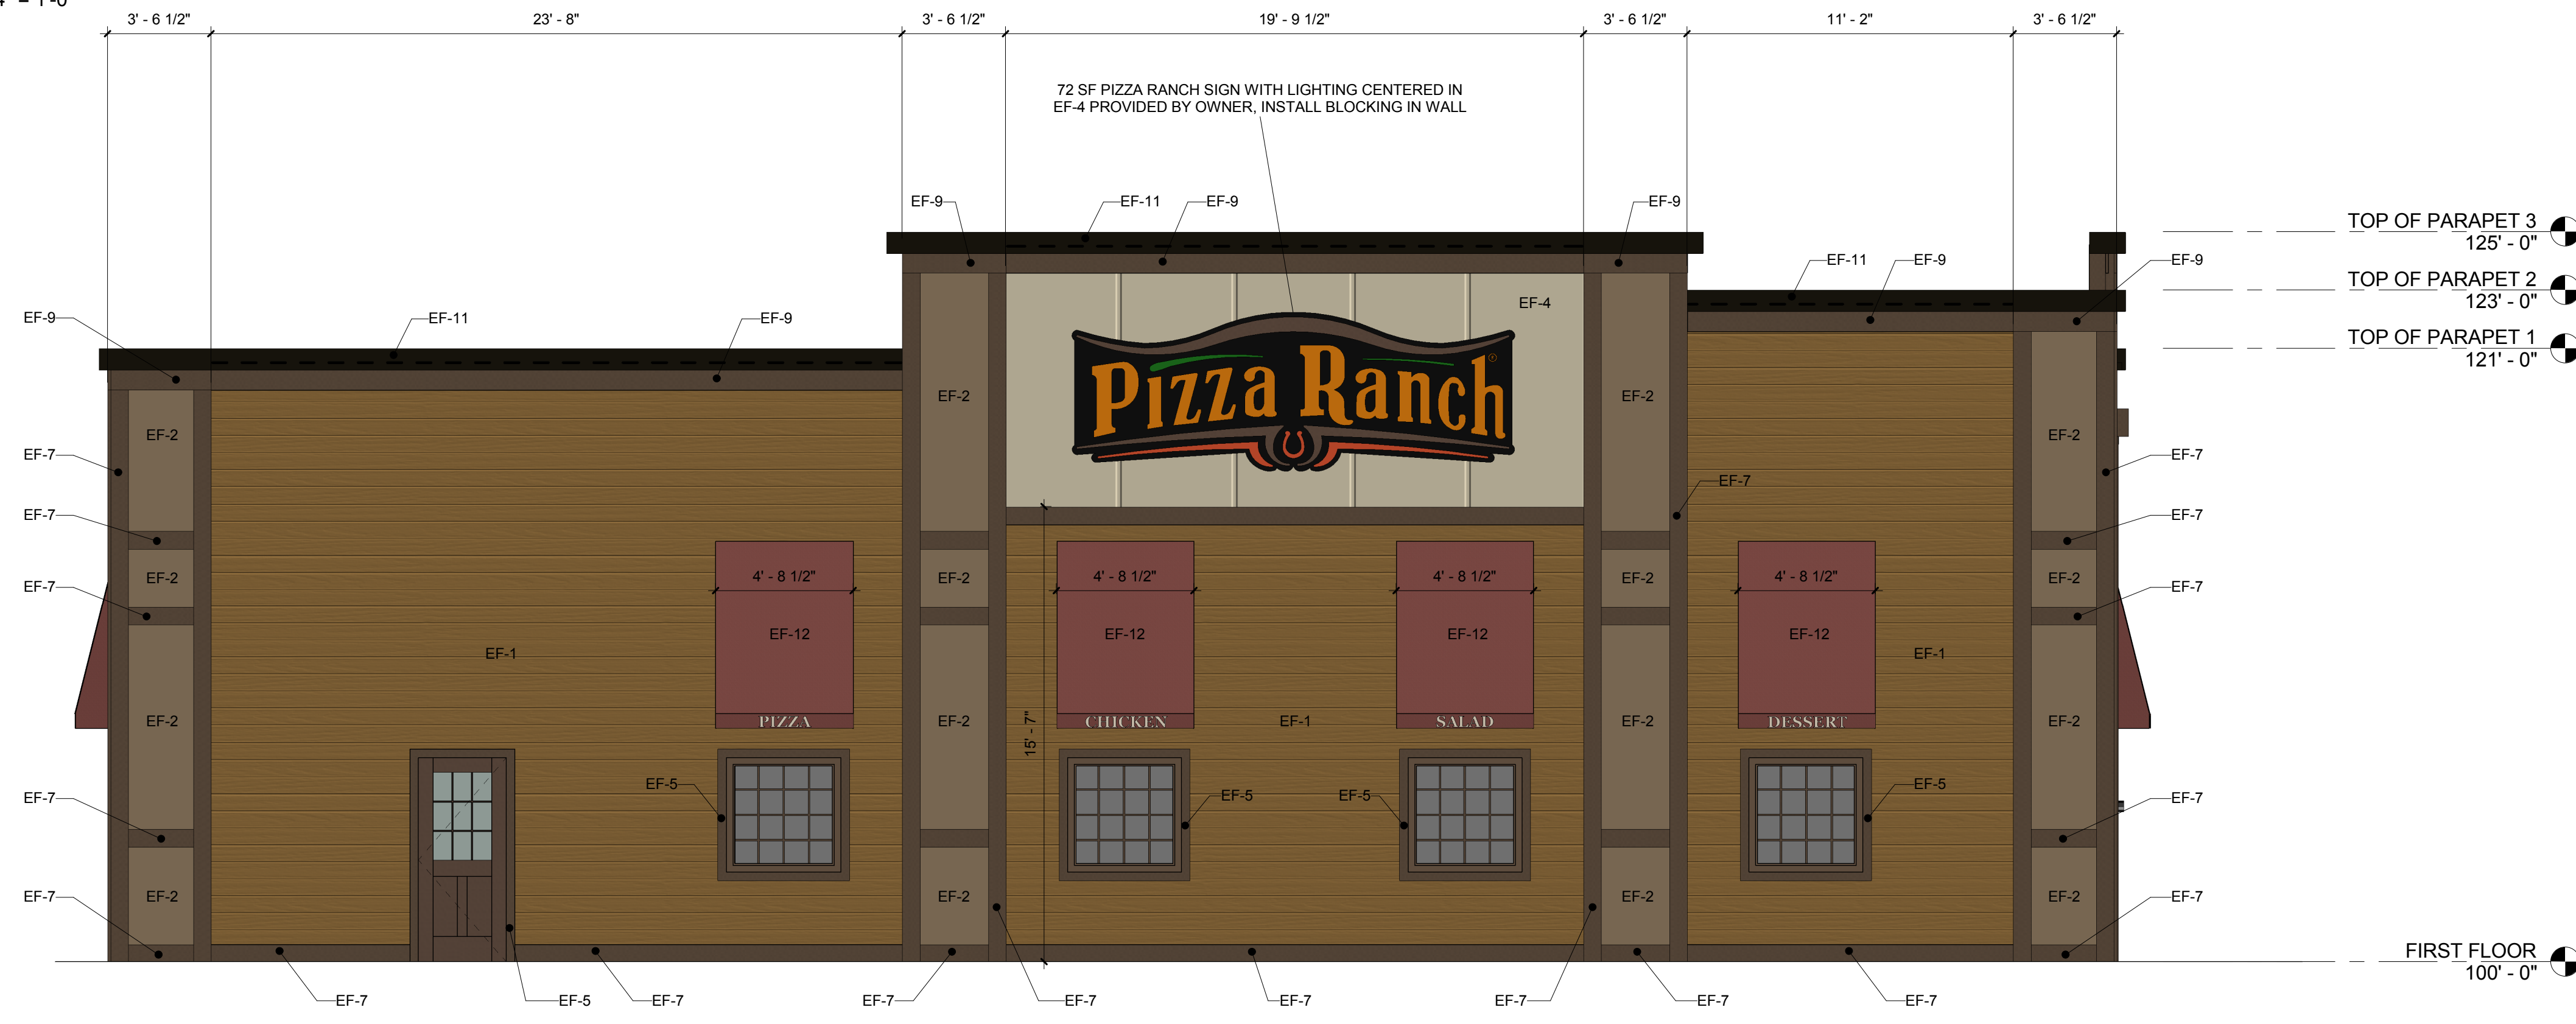 3' - 6 1/2"
23' - 8"
3' - 6 1/2"
19' - 9 1/2"
3' - 6 1/2"
11' - 2"
3' - 6 1/2"
72 SF PIZZA RANCH SIGN WITH LIGHTING CENTERED IN
EF-4 PROVIDED BY OWNER, INSTALL BLOCKING IN WALL
EF-9
EF-11
EF-9
EF-9
TOP OF PARAPET 3
125' - 0"
EF-11
EF-9
EF-9
TOP OF PARAPET 2
123' - 0"
EF-4
EF-9
EF-11
EF-9
TOP OF PARAPET 1
121' - 0"
Pizza Ranch®
EF-2
EF-2
EF-2
EF-2
EF-7
EF-7
EF-7
EF-7
EF-7
4' - 8 1/2"
4' - 8 1/2"
4' - 8 1/2"
4' - 8 1/2"
EF-2
EF-2
EF-2
EF-2
EF-7
EF-7
EF-12
EF-12
EF-12
EF-12
EF-1
EF-1
EF-2
EF-2
EF-1
EF-2
EF-2
PIZZA
CHICKEN
SALAD
DESSERT
15' - 7"
EF-5
EF-5
EF-5
EF-5
EF-7
EF-7
EF-7
EF-2
EF-2
EF-2
EF-2
EF-7
FIRST FLOOR
100' - 0"
EF-7
EF-5
EF-7
EF-7
EF-7
EF-7
EF-7
EF-7
EF-7